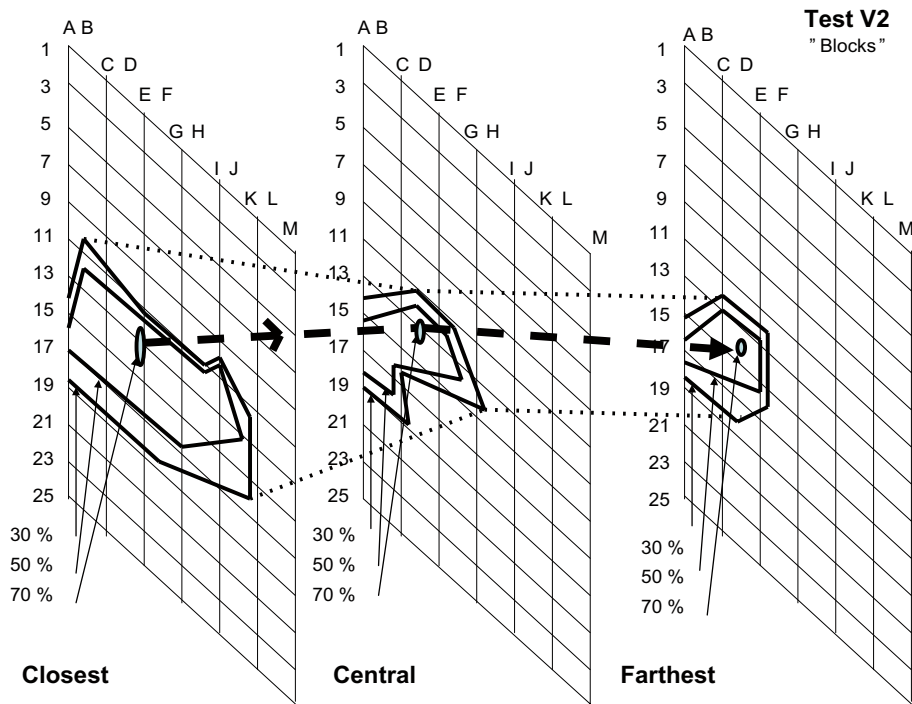 Test V2
" Blocks "
A B
C D
E F
G H
I J
K L
M
1
3
5
7
9
11
13
15
17
19
21
23
25
30 %
50 %
70 %
Closest
A B
C D
E F
G H
I J
K L
M
1
3
5
7
9
11
13
15
17
19
21
23
25
30 %
50 %
70 %
Central
A B
C D
E F
G H
I J
K L
M
1
3
5
7
9
11
13
15
17
19
21
23
25
30 %
50 %
70 %
Farthest